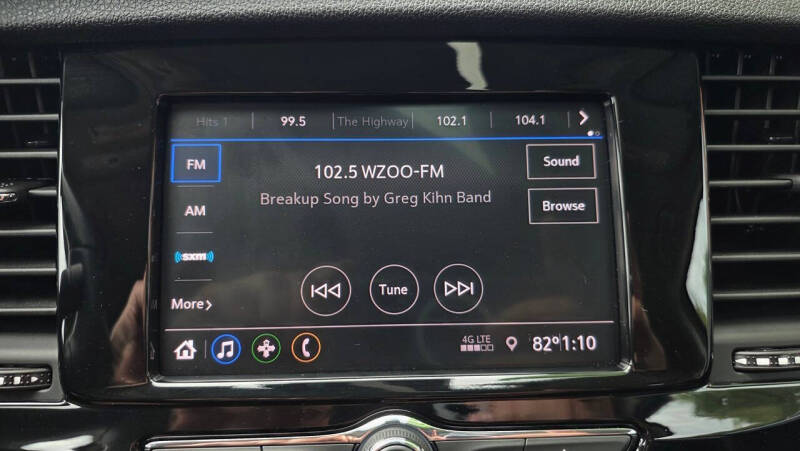 Hits 1 99.5 The Highway 102.1 104.1
FM
102.5 WZOO-FM
Sound
Breakup Song by Greg Kihn Band
AM
Browse
sxm
Tune
More
4G LTE
82° 1:10